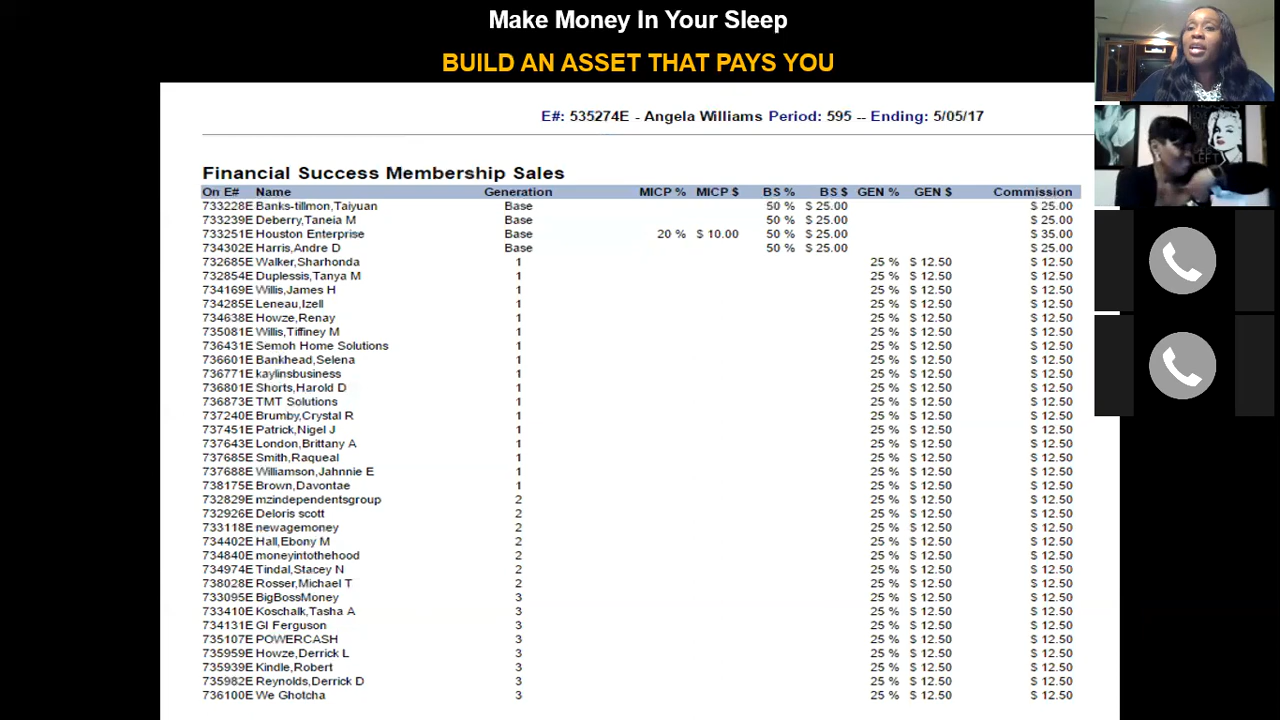 Make Money In Your Sleep
BUILD AN ASSET THAT PAYS YOU
E#: 535274E - Angela Williams Period: 595 -- Ending: 5/05/17
Financial Success Membership Sales
On E# Name Generation MICP % MICP $ BS % BS $ GEN % GEN $ Commission
733228E Banks-tillmon,Taiyuan Base 50 % $ 25.00 $ 25.00
733239E Deberry,Taneia M Base 50 % $ 25.00 $ 25.00
733251E Houston Enterprise Base 20 % $ 10.00 50 % $ 25.00 $ 35.00
734302E Harris,Andre D Base 50 % $ 25.00 $ 25.00
732685E Walker,Sharhonda 1 25 % $ 12.50 $ 12.50
732854E Duplessis,Tanya M 1 25 % $ 12.50 $ 12.50
734169E Willis,James H 1 25 % $ 12.50 $ 12.50
734285E Leneau,Izell 1 25 % $ 12.50 $ 12.50
734638E Howze,Renay 1 25 % $ 12.50 $ 12.50
735081E Willis,Tiffiney M 1 25 % $ 12.50 $ 12.50
736431E Semoh Home Solutions 1 25 % $ 12.50 $ 12.50
736601E Bankhead,Selena 1 25 % $ 12.50 $ 12.50
736771E kaylinsbusiness 1 25 % $ 12.50 $ 12.50
736801E Shorts,Harold D 1 25 % $ 12.50 $ 12.50
736873E TMT Solutions 1 25 % $ 12.50 $ 12.50
737240E Brumby,Crystal R 1 25 % $ 12.50 $ 12.50
737451E Patrick,Nigel J 1 25 % $ 12.50 $ 12.50
737643E London,Brittany A 1 25 % $ 12.50 $ 12.50
737685E Smith,Raqueal 1 25 % $ 12.50 $ 12.50
737688E Williamson,Jahnnie E 1 25 % $ 12.50 $ 12.50
738175E Brown,Davontae 1 25 % $ 12.50 $ 12.50
732829E mzindependentsgroup 2 25 % $ 12.50 $ 12.50
732926E Deloris scott 2 25 % $ 12.50 $ 12.50
733118E newagemoney 2 25 % $ 12.50 $ 12.50
734402E Hall,Ebony M 2 25 % $ 12.50 $ 12.50
734840E moneyintothehood 2 25 % $ 12.50 $ 12.50
734974E Tindal,Stacey N 2 25 % $ 12.50 $ 12.50
738028E Rosser,Michael T 2 25 % $ 12.50 $ 12.50
733095E BigBossMoney 3 25 % $ 12.50 $ 12.50
733410E Koschalk,Tasha A 3 25 % $ 12.50 $ 12.50
734131E GI Ferguson 3 25 % $ 12.50 $ 12.50
735107E POWERCASH 3 25 % $ 12.50 $ 12.50
735959E Howze,Derrick L 3 25 % $ 12.50 $ 12.50
735939E Kindle,Robert 3 25 % $ 12.50 $ 12.50
735982E Reynolds,Derrick D 3 25 % $ 12.50 $ 12.50
736100E We Ghotcha 3 25 % $ 12.50 $ 12.50